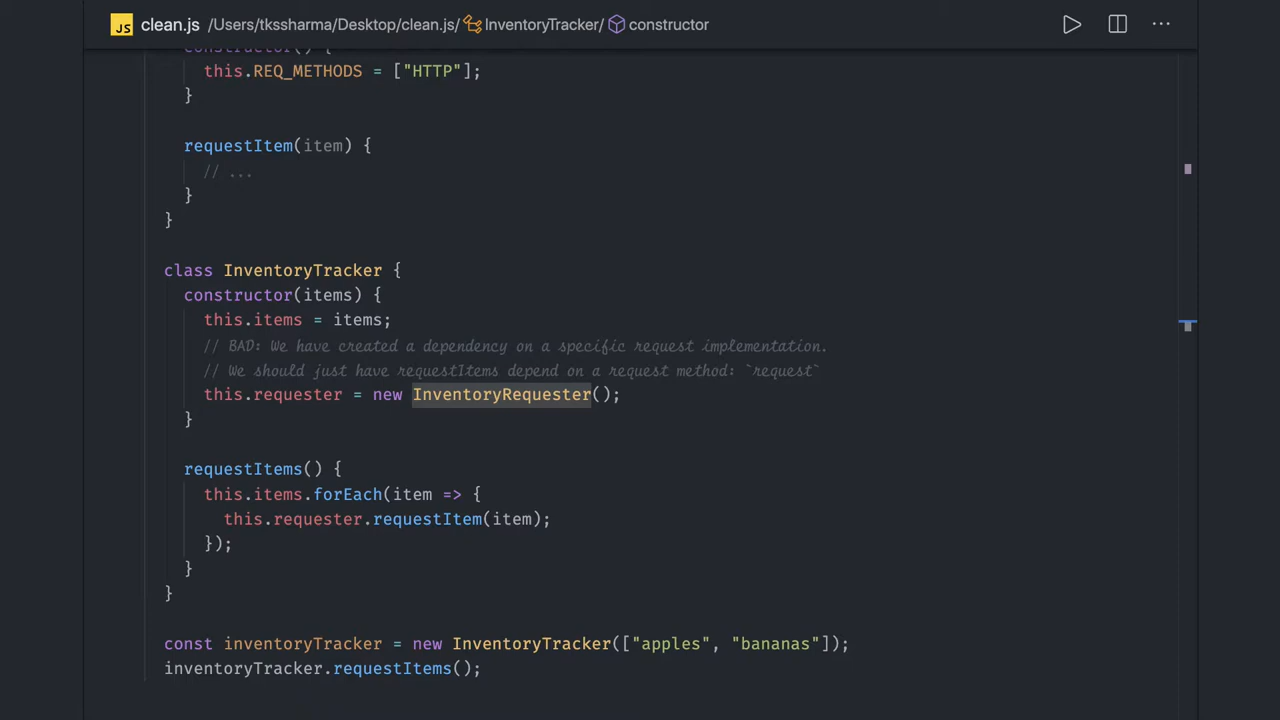 JS clean.js /Users/tkssharma/Desktop/clean.js/ InventoryTracker/ constructor
constructor() {
this.REQ_METHODS = ["HTTP"];
}
requestItem(item) {
// ...
}
}
class InventoryTracker {
constructor(items) {
this.items = items;
// BAD: We have created a dependency on a specific request implementation.
// We should just have requestItems depend on a request method: `request`
this.requester = new InventoryRequester();
}
requestItems() {
this.items.forEach(item => {
this.requester.requestItem(item);
});
}
}
const inventoryTracker = new InventoryTracker(["apples", "bananas"]);
inventoryTracker.requestItems();